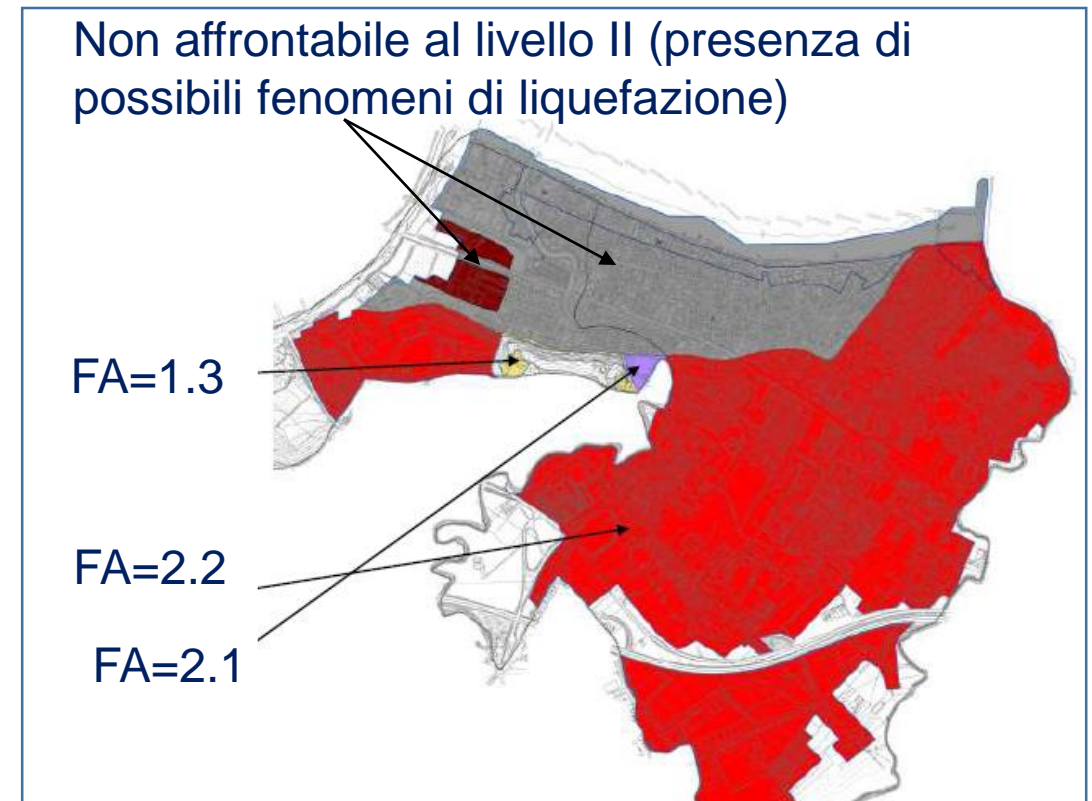 Non affrontabile al livello II (presenza di
possibili fenomeni di liquefazione)
FA=1.3
FA=2.2
FA=2.1